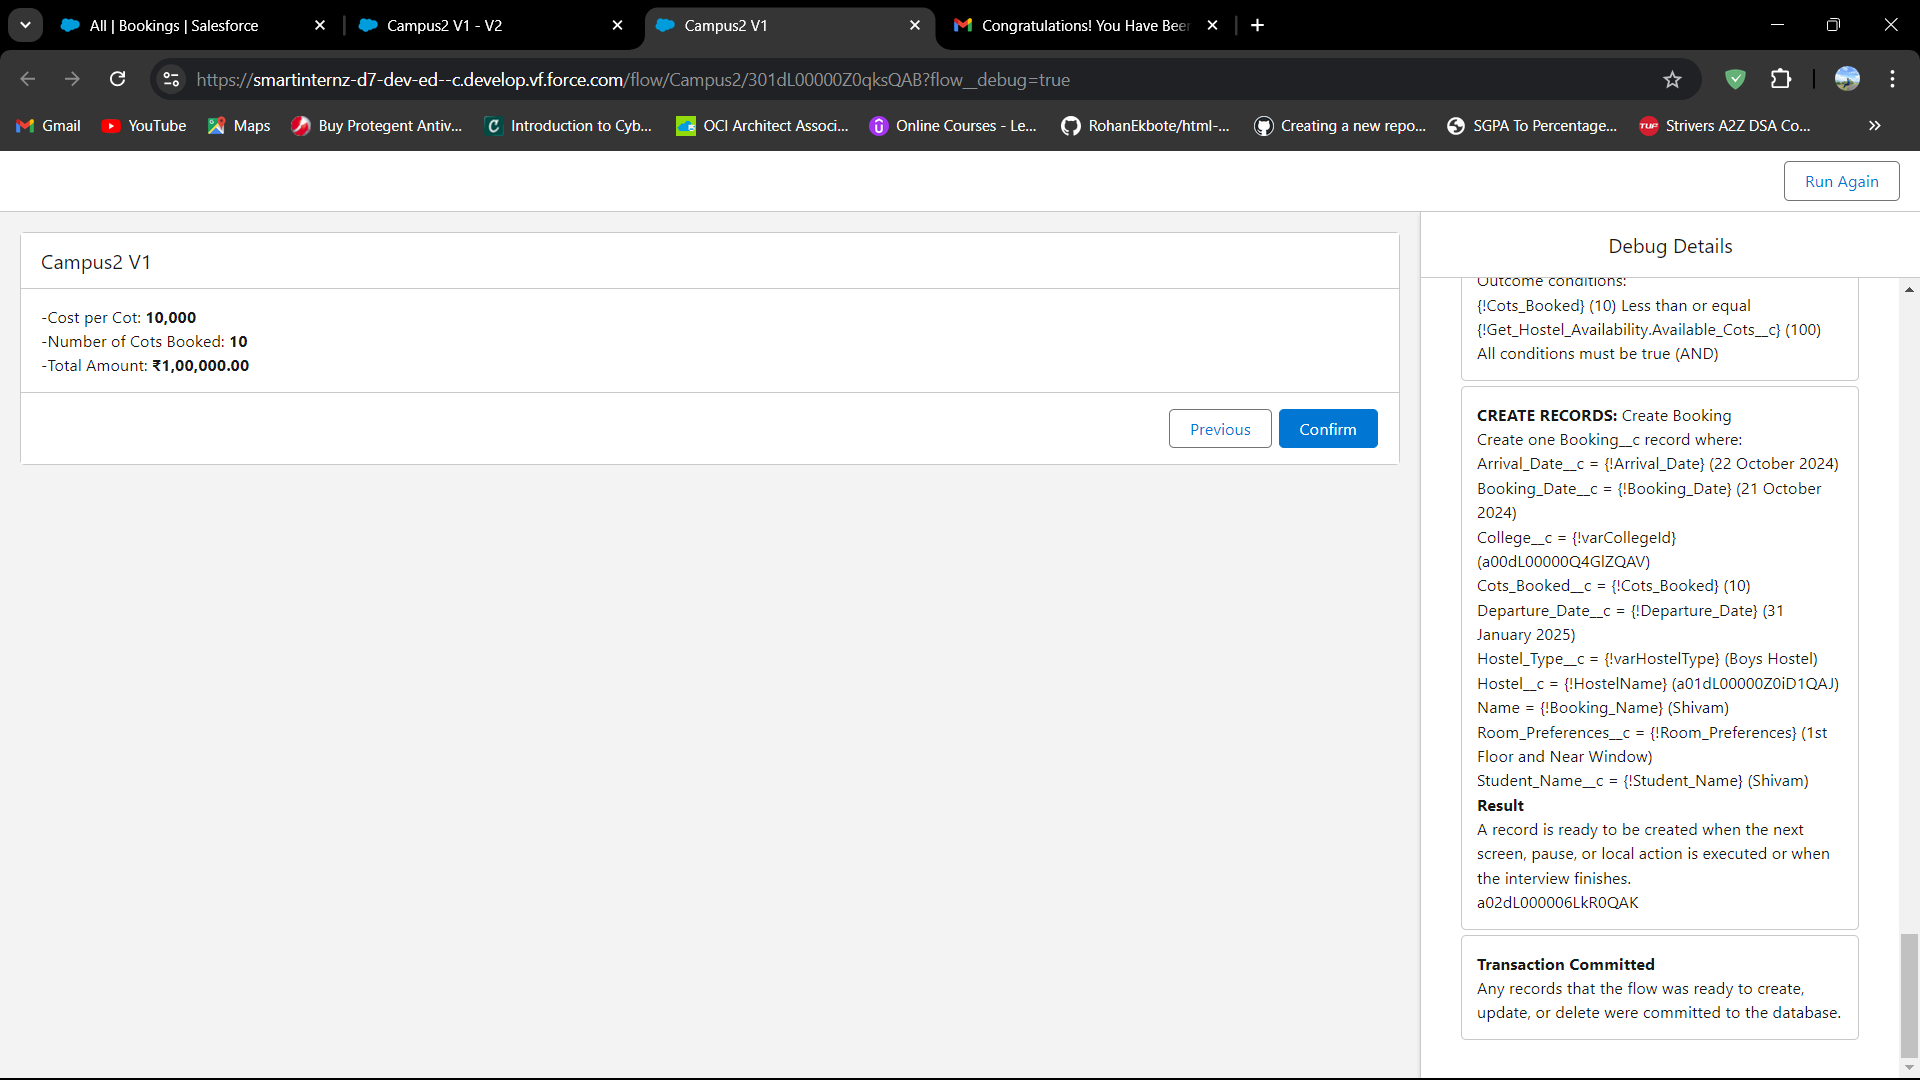 All | Bookings | Salesforce
Campus2 V1 - V2
Campus2 V1
Congratulations! You Have Beer
https://smartinternz-d7-dev-ed--c.develop.vf.force.com/flow/Campus2/301dL00000Z0qksQAB?flow__debug=true
Gmail
YouTube
Maps
Buy Protegent Antiv...
Introduction to Cyb...
OCI Architect Associ...
Online Courses - Le...
RohanEkbote/html-...
Creating a new repo...
SGPA To Percentage...
TUF
Strivers A2Z DSA Co...
Run Again
Campus2 V1
-Cost per Cot: 10,000
-Number of Cots Booked: 10
-Total Amount: ₹1,00,000.00
Previous
Confirm
Debug Details
Outcome conditions:
{!Cots_Booked} (10) Less than or equal
{!Get_Hostel_Availability.Available_Cots__c} (100)
All conditions must be true (AND)
CREATE RECORDS: Create Booking
Create one Booking__c record where:
Arrival_Date__c = {!Arrival_Date} (22 October 2024)
Booking_Date__c = {!Booking_Date} (21 October
2024)
College__c = {!varCollegeId}
(a00dL00000Q4GlZQAV)
Cots_Booked__c = {!Cots_Booked} (10)
Departure_Date__c = {!Departure_Date} (31
January 2025)
Hostel_Type__c = {!varHostelType} (Boys Hostel)
Hostel__c = {!HostelName} (a01dL00000Z0iD1QAJ)
Name = {!Booking_Name} (Shivam)
Room_Preferences__c = {!Room_Preferences} (1st
Floor and Near Window)
Student_Name__c = {!Student_Name} (Shivam)
Result
A record is ready to be created when the next
screen, pause, or local action is executed or when
the interview finishes.
a02dL000006LkR0QAK
Transaction Committed
Any records that the flow was ready to create,
update, or delete were committed to the database.